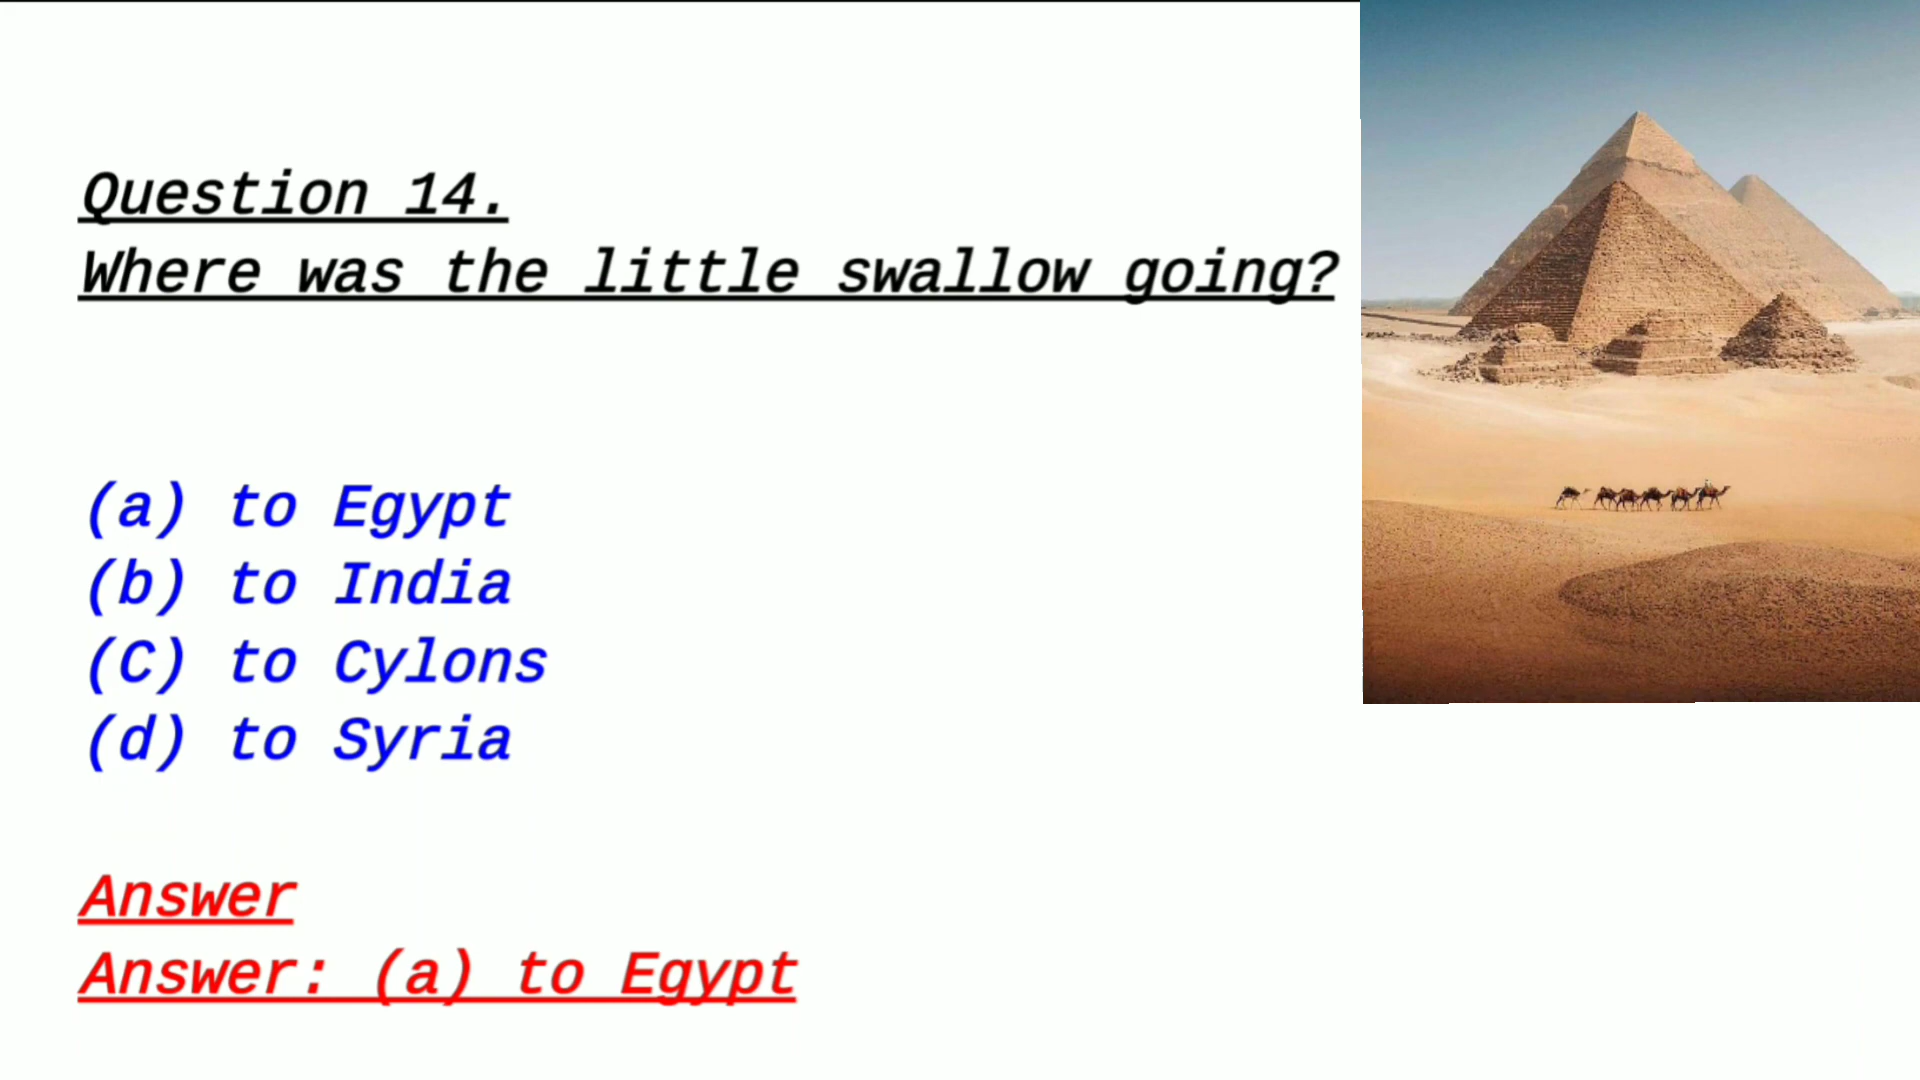 Question 14.
Where was the little swallow going?
(a) to Egypt
(b) to India
(C) to Cylons
(d) to Syria
Answer
Answer: (a) to Egypt